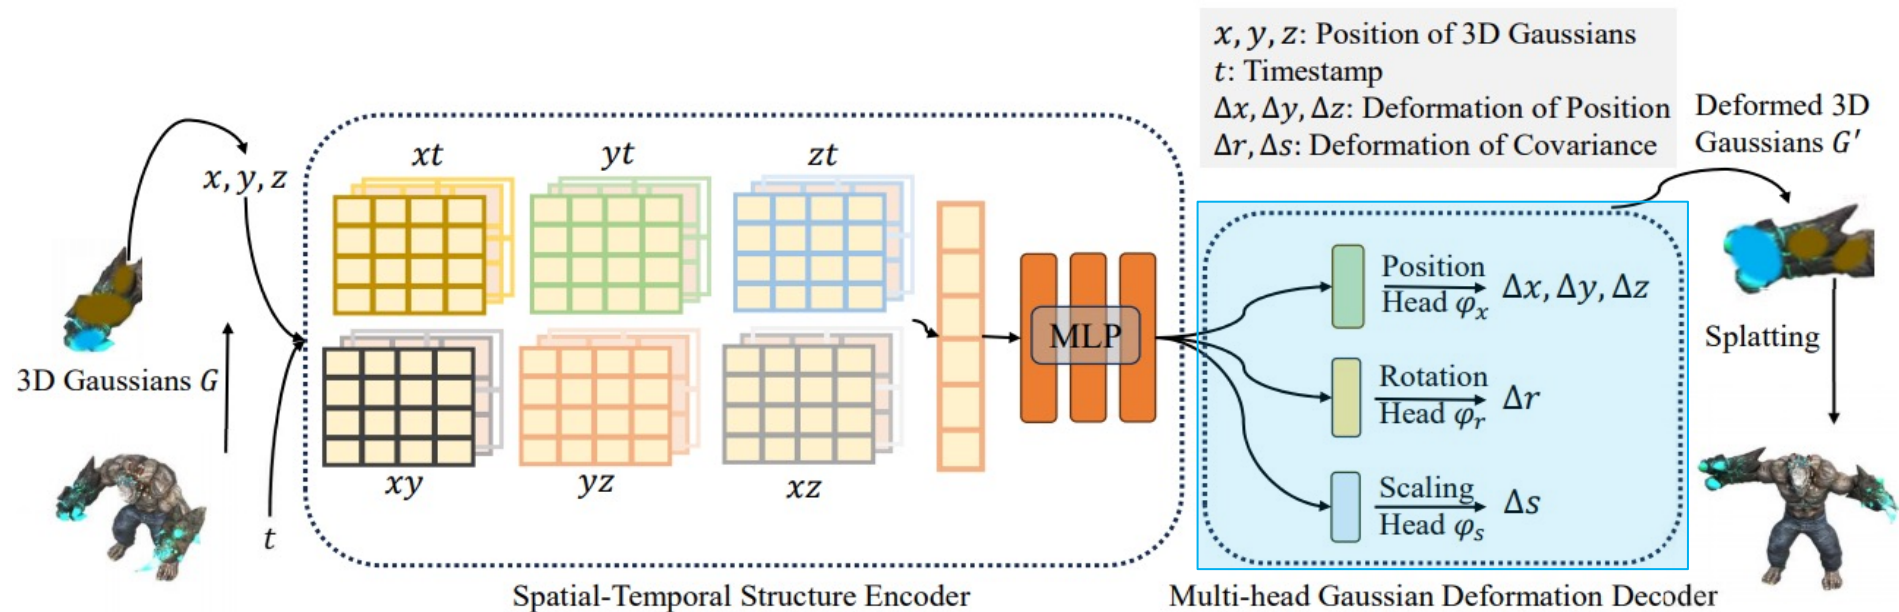 x, y, z: Position of 3D Gaussians
t: Timestamp
Δx, Δy, Δz: Deformation of Position
Δr, Δs: Deformation of Covariance
Deformed 3D
Gaussians G′
x, y, z
xt
yt
zt
3D Gaussians G
t
xy
yz
xz
MLP
Position
Head φx
Δx, Δy, Δz
Rotation
Head φr
Δr
Scaling
Head φs
Δs
Splatting
Spatial-Temporal Structure Encoder
Multi-head Gaussian Deformation Decoder